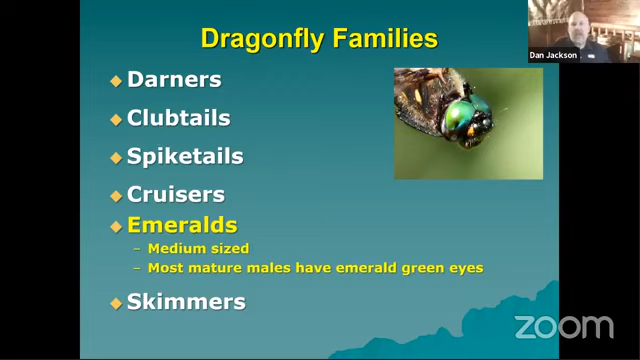 Dragonfly Families
Dan Jackson
Darners
Clubtails
Spiketails
Cruisers
Emeralds
– Medium sized
– Most mature males have emerald green eyes
Skimmers
zoom